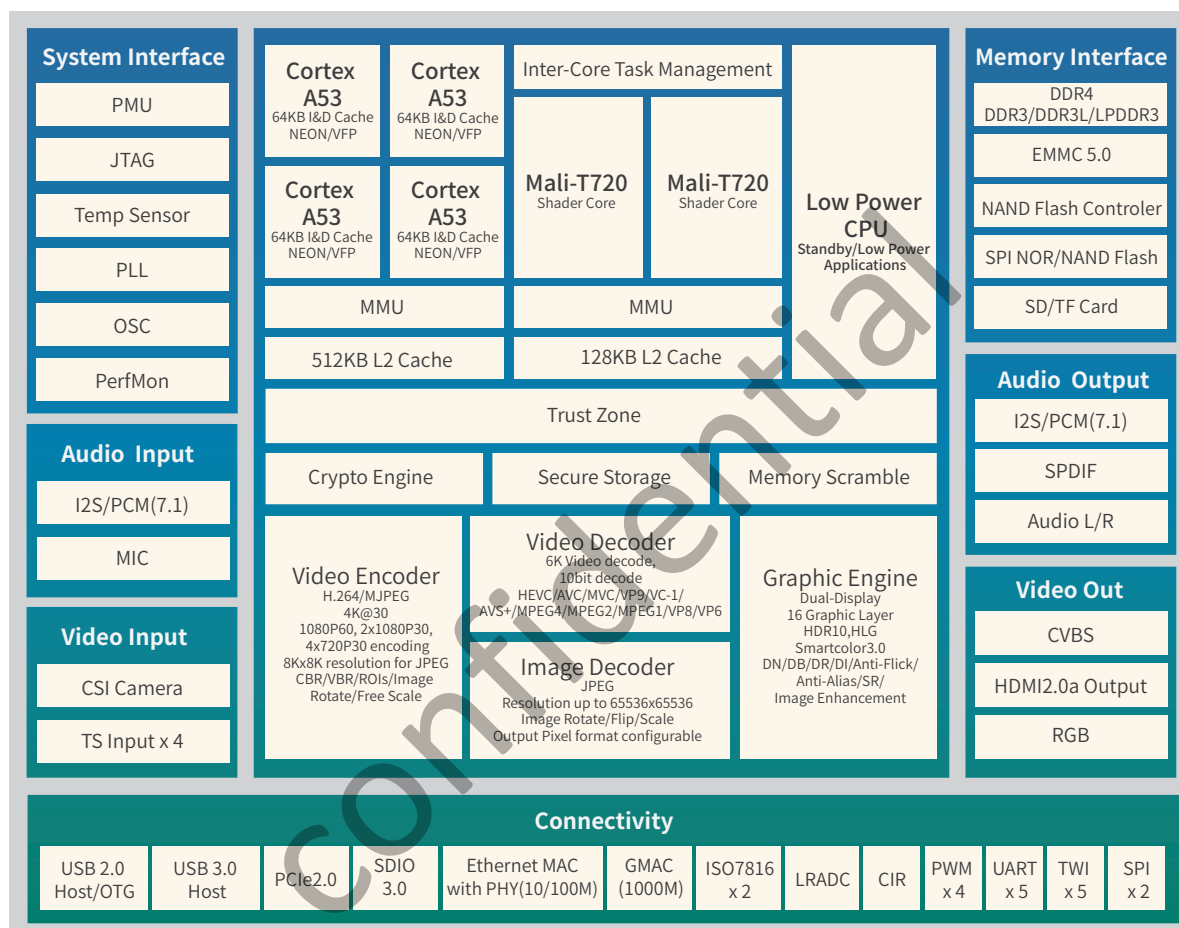 System Interface
PMU
JTAG
Temp Sensor
PLL
OSC
PerfMon
Audio Input
I2S/PCM(7.1)
MIC
Video Input
CSI Camera
TS Input x 4
Cortex
A53
64KB I&D Cache
NEON/VFP
Cortex
A53
64KB I&D Cache
NEON/VFP
Cortex
A53
64KB I&D Cache
NEON/VFP
Cortex
A53
64KB I&D Cache
NEON/VFP
MMU
512KB L2 Cache
Inter-Core Task Management
Mali-T720
Shader Core
Mali-T720
Shader Core
MMU
128KB L2 Cache
Low Power
CPU
Standby/Low Power
Applications
Trust Zone
Crypto Engine
Secure Storage
Memory Scramble
Video Encoder
H.264/MJPEG
4K@30
1080P60, 2x1080P30,
4x720P30 encoding
8Kx8K resolution for JPEG
CBR/VBR/ROIs/Image
Rotate/Free Scale
Video Decoder
6K Video decode,
10bit decode
HEVC/AVC/MVC/VP9/VC-1/
AVS+/MPEG4/MPEG2/MPEG1/VP8/VP6
Image Decoder
JPEG
Resolution up to 65536x65536
Image Rotate/Flip/Scale
Output Pixel format configurable
Graphic Engine
Dual-Display
16 Graphic Layer
HDR10,HLG
Smartcolor3.0
DN/DB/DR/DI/Anti-Flick/
Anti-Alias/SR/
Image Enhancement
Memory Interface
DDR4
DDR3/DDR3L/LPDDR3
EMMC 5.0
NAND Flash Controler
SPI NOR/NAND Flash
SD/TF Card
Audio Output
I2S/PCM(7.1)
SPDIF
Audio L/R
Video Out
CVBS
HDMI2.0a Output
RGB
Connectivity
USB 2.0
Host/OTG
USB 3.0
Host
PCIe2.0
SDIO
3.0
Ethernet MAC
with PHY(10/100M)
GMAC
(1000M)
ISO7816
x 2
LRADC
CIR
PWM
x 4
UART
x 5
TWI
x 5
SPI
x 2
confidential